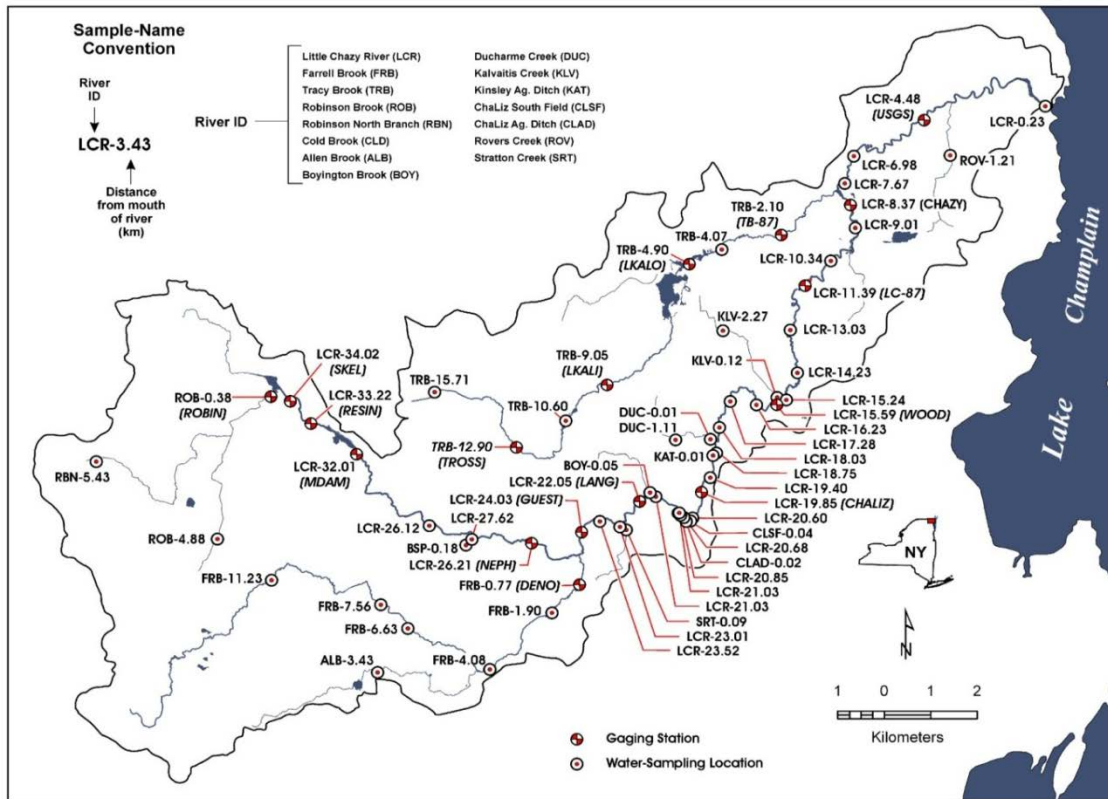 Sample-Name
Convention
River
ID
LCR-3.43
Distance
from mouth
of river
(km)
River ID
Little Chazy River (LCR)
Farrell Brook (FRB)
Tracy Brook (TRB)
Robinson Brook (ROB)
Robinson North Branch (RBN)
Cold Brook (CLD)
Allen Brook (ALB)
Boyington Brook (BOY)
Ducharme Creek (DUC)
Kalvaitis Creek (KLV)
Kinsley Ag. Ditch (KAT)
ChaLiz South Field (CLSF)
ChaLiz Ag. Ditch (CLAD)
Rovers Creek (ROV)
Stratton Creek (SRT)
LCR-4.48
(USGS)
LCR-0.23
LCR-6.98
ROV-1.21
LCR-7.67
LCR-8.37 (CHAZY)
LCR-9.01
TRB-2.10
(TB-87)
TRB-4.07
TRB-4.90
(LKALO)
LCR-10.34
LCR-11.39 (LC-87)
KLV-2.27
LCR-13.03
KLV-0.12
LCR-14.23
TRB-9.05
(LKALI)
LCR-34.02
(SKEL)
TRB-15.71
ROB-0.38
(ROBIN)
LCR-33.22
(RESIN)
TRB-10.60
LCR-15.24
LCR-15.59 (WOOD)
LCR-16.23
LCR-17.28
LCR-18.03
LCR-18.75
LCR-19.40
LCR-19.85 (CHALIZ)
LCR-20.60
CLSF-0.04
LCR-20.68
CLAD-0.02
LCR-20.85
LCR-21.03
LCR-21.03
SRT-0.09
LCR-23.01
LCR-23.52
DUC-0.01
DUC-1.11
KAT-0.01
BOY-0.05
LCR-22.05 (LANG)
LCR-24.03 (GUEST)
TRB-12.90
(TROSS)
LCR-32.01
(MDAM)
RBN-5.43
LCR-26.12
LCR-27.62
ROB-4.88
BSP-0.18
LCR-26.21 (NEPH)
FRB-0.77 (DENO)
FRB-11.23
FRB-7.56
FRB-1.90
FRB-6.63
ALB-3.43
FRB-4.08
Lake Champlain
NY
N
1 0 1 2
Kilometers
Gaging Station
Water-Sampling Location